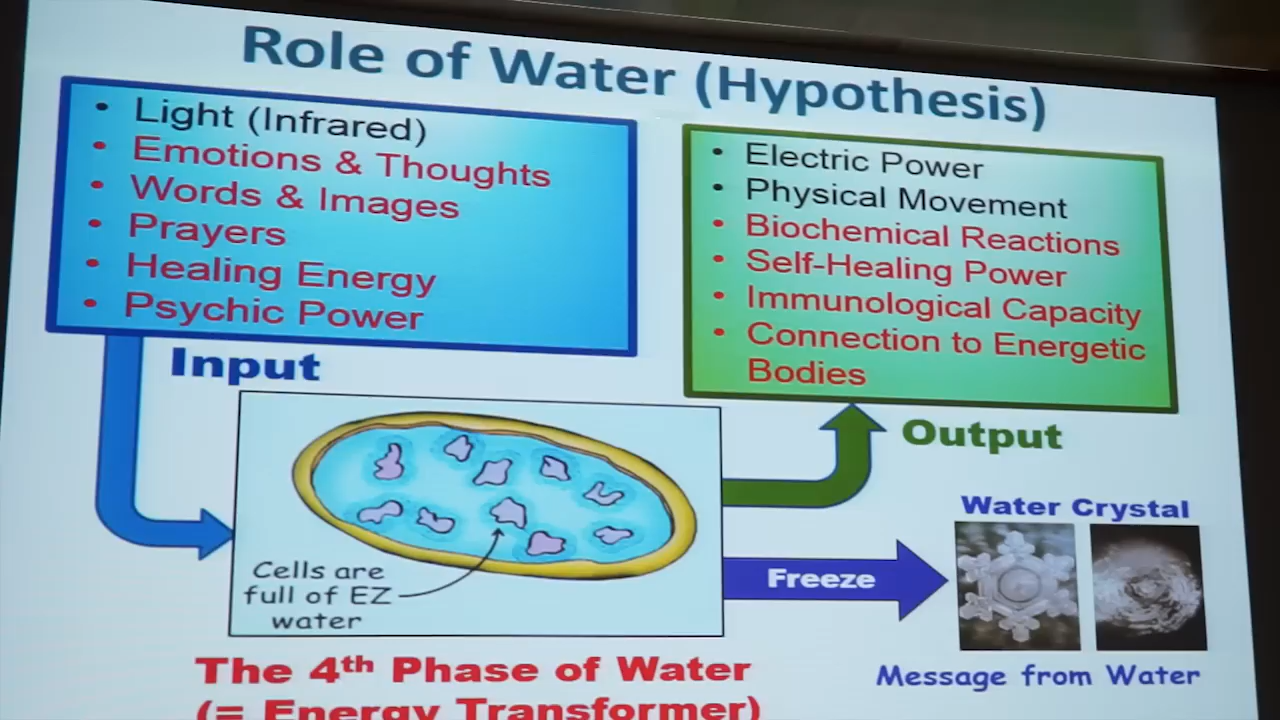 Role of Water (Hypothesis)
• Light (Infrared)
• Emotions & Thoughts
• Words & Images
• Prayers
• Healing Energy
• Psychic Power
Input
• Electric Power
• Physical Movement
• Biochemical Reactions
• Self-Healing Power
• Immunological Capacity
• Connection to Energetic
Bodies
Output
Cells are
full of EZ
water
Freeze
Water Crystal
Message from Water
The 4th Phase of Water
(= Energy Transformer)